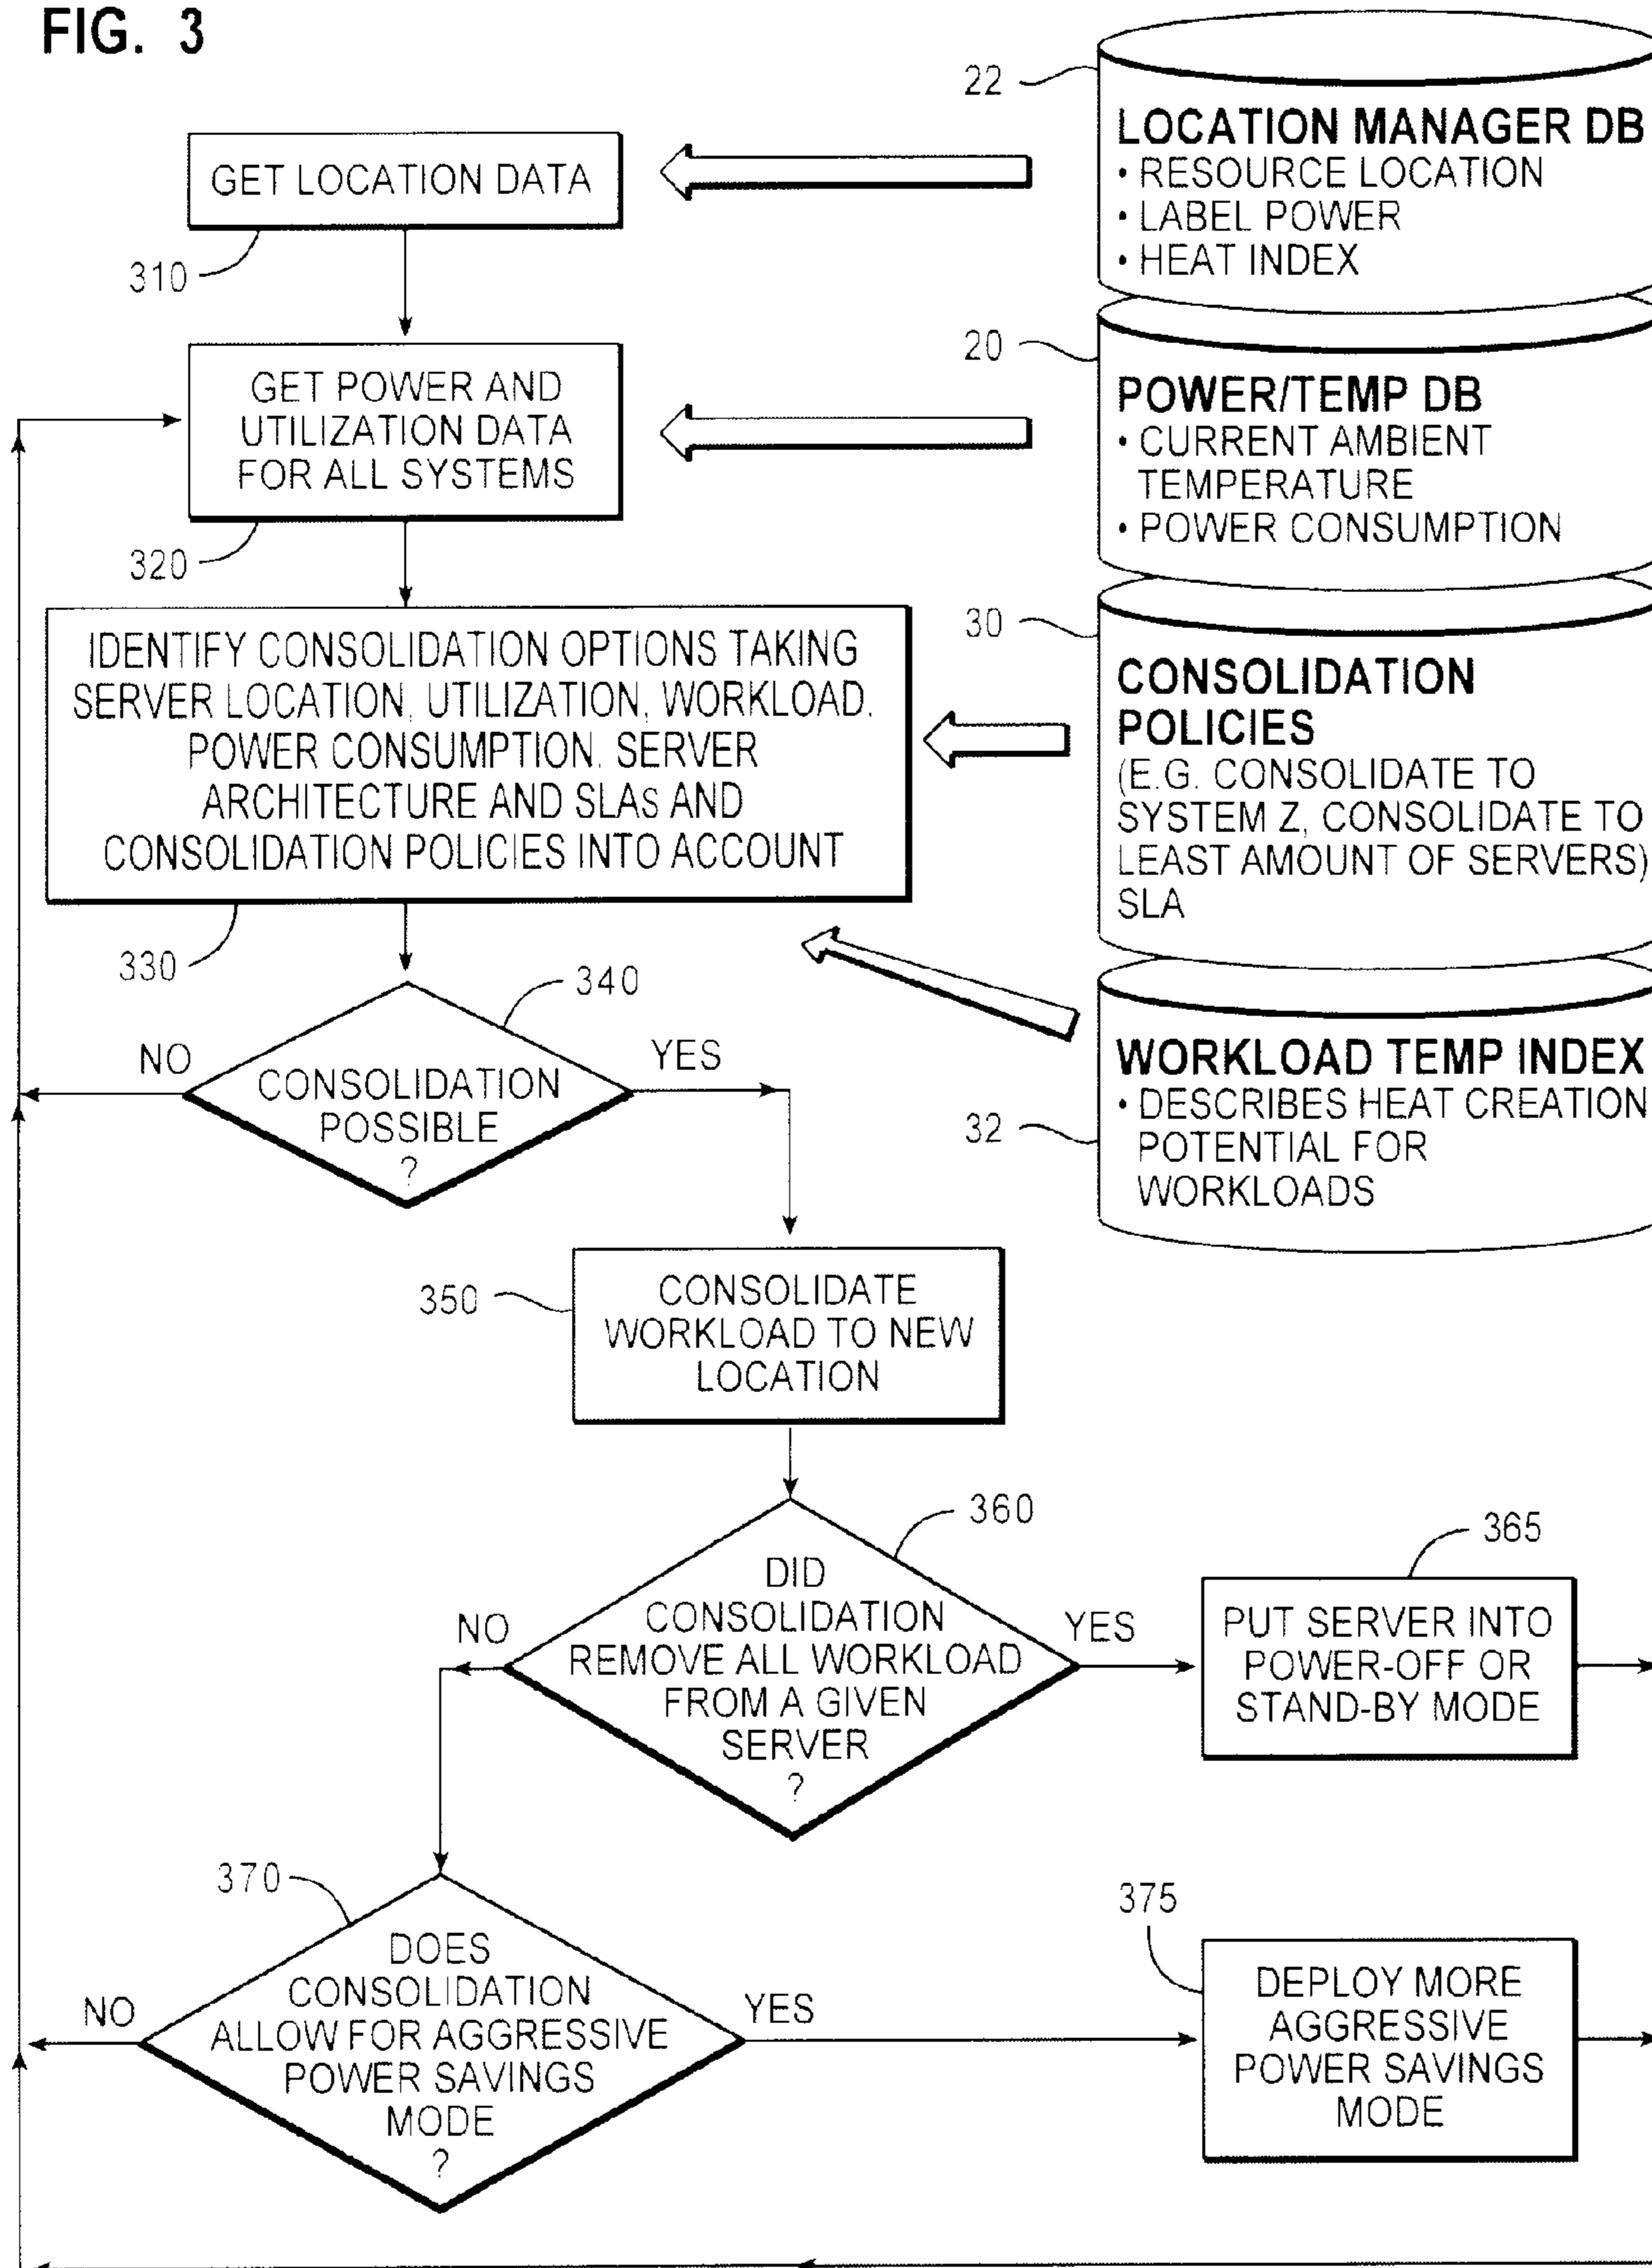 FIG. 3
22
LOCATION MANAGER DB
• RESOURCE LOCATION
• LABEL POWER
• HEAT INDEX
GET LOCATION DATA
310
20
POWER/TEMP DB
• CURRENT AMBIENT
TEMPERATURE
• POWER CONSUMPTION
GET POWER AND
UTILIZATION DATA
FOR ALL SYSTEMS
320
30
CONSOLIDATION
POLICIES
(E.G. CONSOLIDATE TO
SYSTEM Z, CONSOLIDATE TO
LEAST AMOUNT OF SERVERS)
SLA
IDENTIFY CONSOLIDATION OPTIONS TAKING
SERVER LOCATION, UTILIZATION, WORKLOAD,
POWER CONSUMPTION, SERVER
ARCHITECTURE AND SLAS AND
CONSOLIDATION POLICIES INTO ACCOUNT
330
32
WORKLOAD TEMP INDEX
• DESCRIBES HEAT CREATION
POTENTIAL FOR
WORKLOADS
340
NO
YES
CONSOLIDATION
POSSIBLE
?
350
CONSOLIDATE
WORKLOAD TO NEW
LOCATION
360
NO
YES
DID
CONSOLIDATION
REMOVE ALL WORKLOAD
FROM A GIVEN
SERVER
?
365
PUT SERVER INTO
POWER-OFF OR
STAND-BY MODE
370
NO
YES
DOES
CONSOLIDATION
ALLOW FOR AGGRESSIVE
POWER SAVINGS
MODE
?
375
DEPLOY MORE
AGGRESSIVE
POWER SAVINGS
MODE